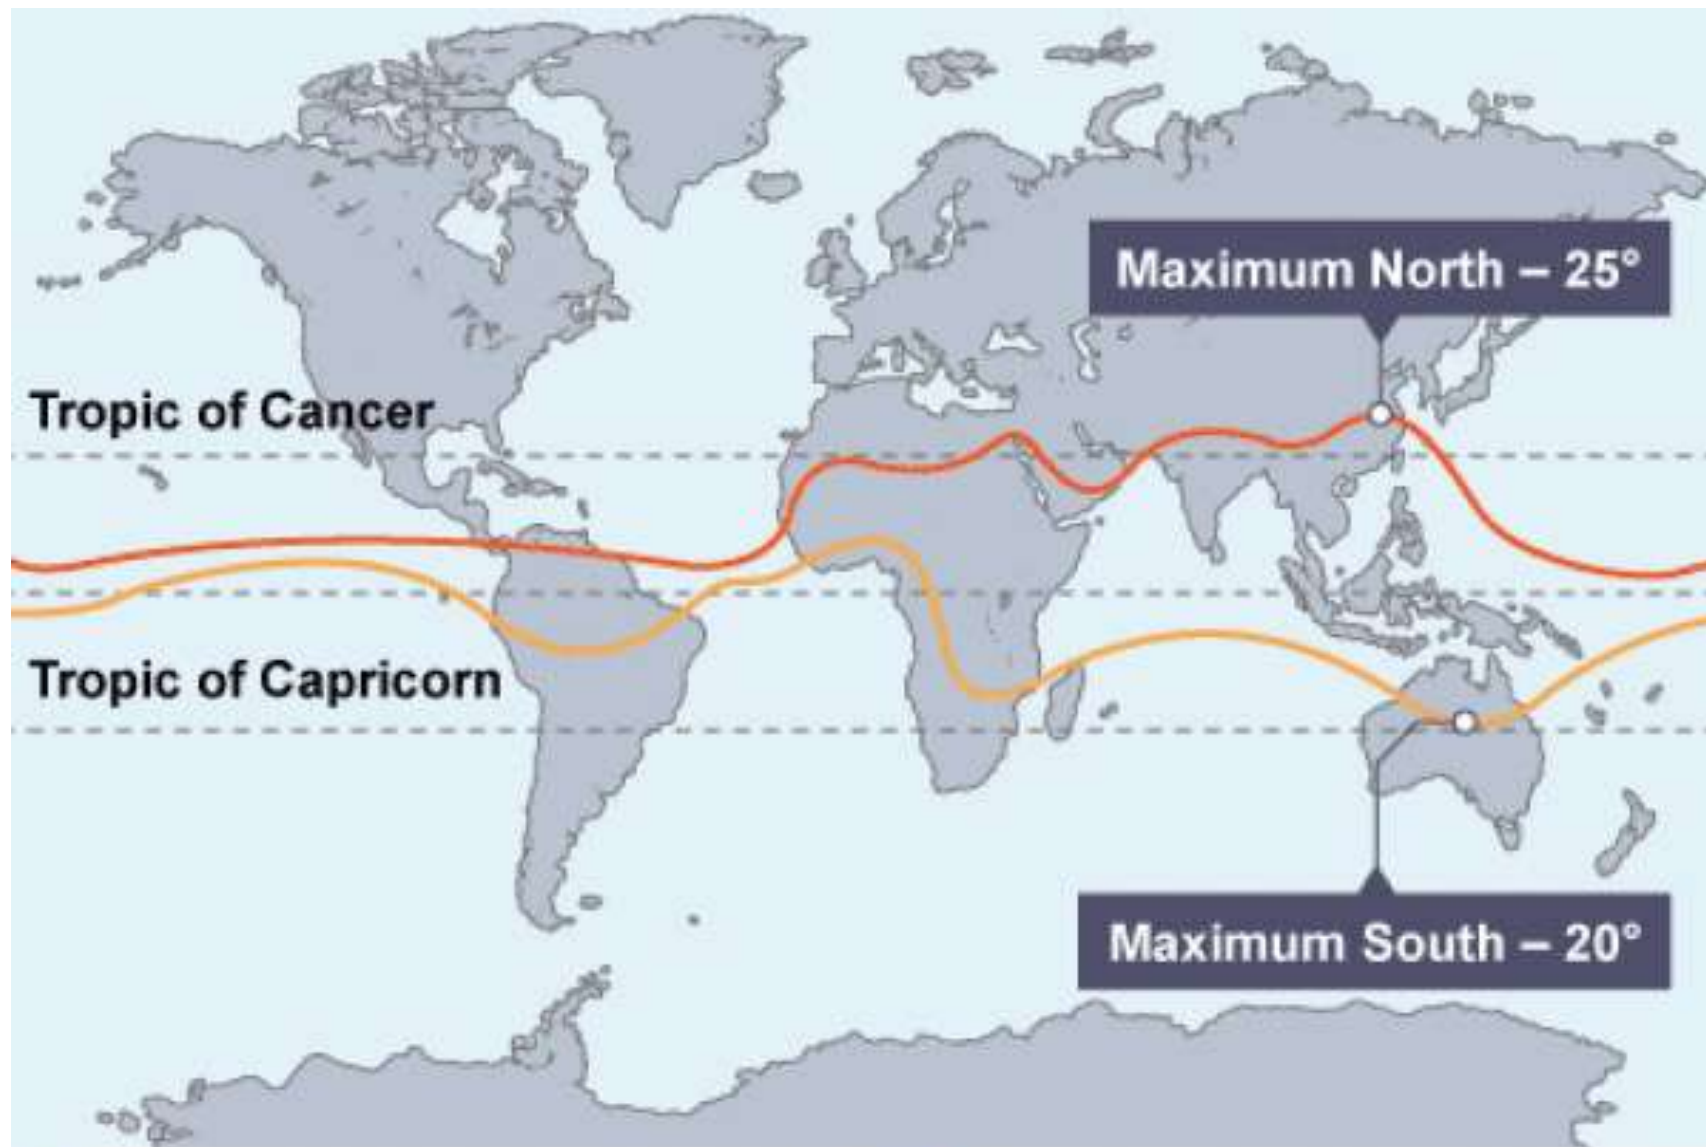 Maximum North – 25°
Tropic of Cancer
Tropic of Capricorn
Maximum South – 20°